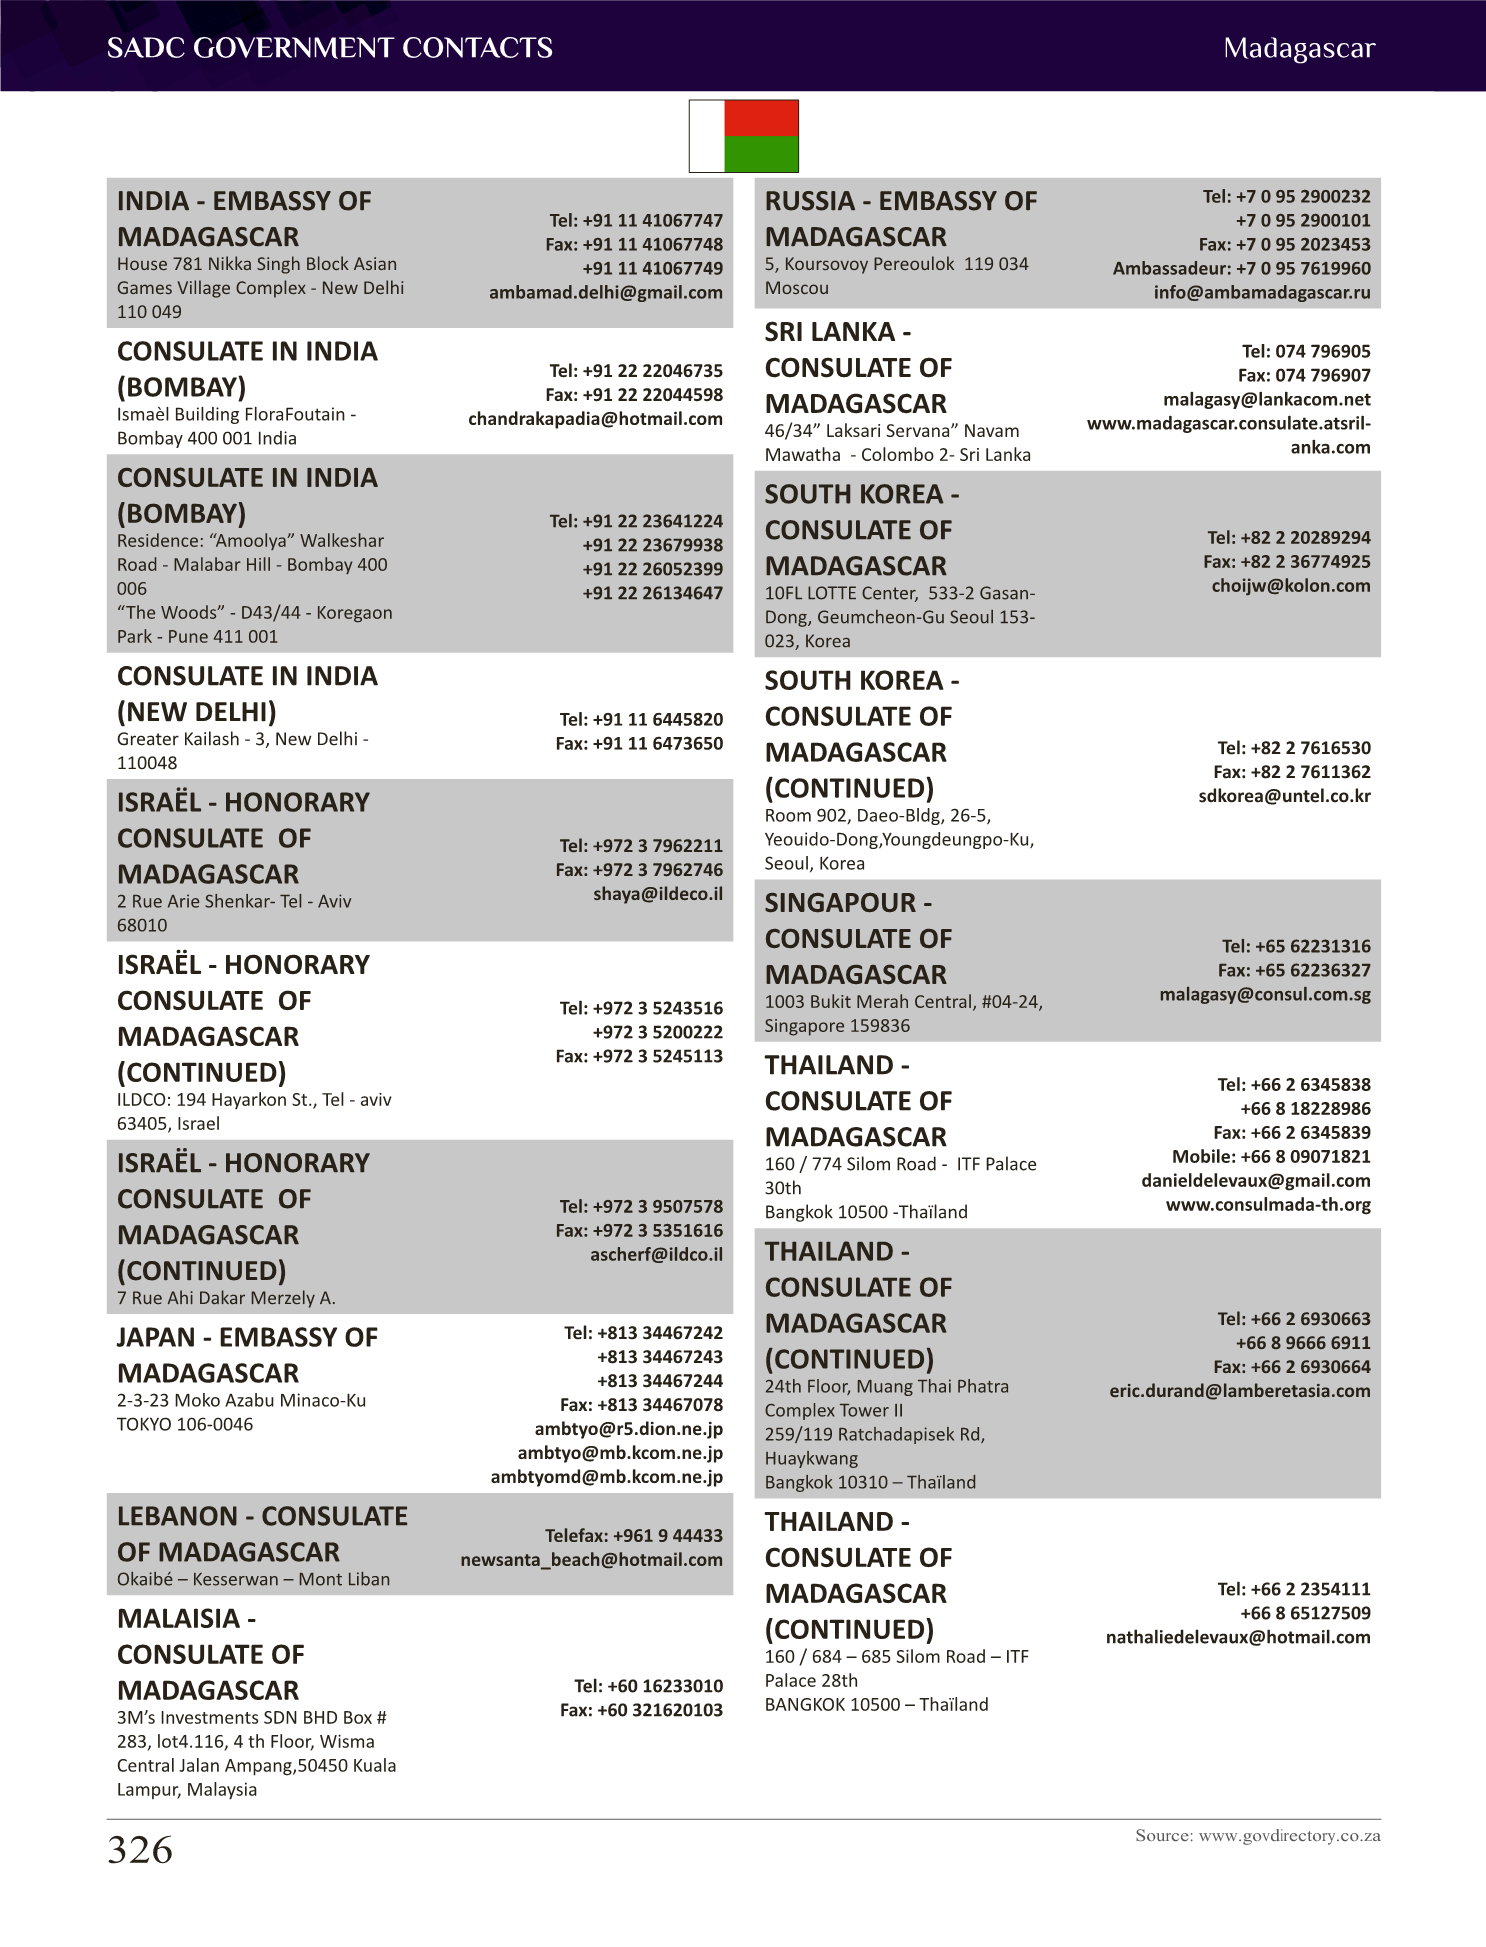 SADC GOVERNMENT CONTACTS
Madagascar
INDIA - EMBASSY OF
MADAGASCAR
House 781 Nikka Singh Block Asian
Games Village Complex - New Delhi
110 049
Tel: +91 11 41067747
Fax: +91 11 41067748
+91 11 41067749
ambamad.delhi@gmail.com
CONSULATE IN INDIA
(BOMBAY)
Ismaèl Building FloraFoutain -
Bombay 400 001 India
Tel: +91 22 22046735
Fax: +91 22 22044598
chandrakapadia@hotmail.com
CONSULATE IN INDIA
(BOMBAY)
Residence: “Amoolya” Walkeshar
Road - Malabar Hill - Bombay 400
006
“The Woods” - D43/44 - Koregaon
Park - Pune 411 001
Tel: +91 22 23641224
+91 22 23679938
+91 22 26052399
+91 22 26134647
CONSULATE IN INDIA
(NEW DELHI)
Greater Kailash - 3, New Delhi -
110048
Tel: +91 11 6445820
Fax: +91 11 6473650
ISRAËL - HONORARY
CONSULATE OF
MADAGASCAR
2 Rue Arie Shenkar- Tel - Aviv
68010
Tel: +972 3 7962211
Fax: +972 3 7962746
shaya@ildeco.il
ISRAËL - HONORARY
CONSULATE OF
MADAGASCAR
(CONTINUED)
ILDCO: 194 Hayarkon St., Tel - aviv
63405, Israel
Tel: +972 3 5243516
+972 3 5200222
Fax: +972 3 5245113
ISRAËL - HONORARY
CONSULATE OF
MADAGASCAR
(CONTINUED)
7 Rue Ahi Dakar Merzely A.
Tel: +972 3 9507578
Fax: +972 3 5351616
ascherf@ildco.il
JAPAN - EMBASSY OF
MADAGASCAR
2-3-23 Moko Azabu Minaco-Ku
TOKYO 106-0046
Tel: +813 34467242
+813 34467243
+813 34467244
Fax: +813 34467078
ambtyo@r5.dion.ne.jp
ambtyo@mb.kcom.ne.jp
ambtyomd@mb.kcom.ne.jp
LEBANON - CONSULATE
OF MADAGASCAR
Okaibé – Kesserwan – Mont Liban
Telefax: +961 9 44433
newsanta_beach@hotmail.com
MALAISIA -
CONSULATE OF
MADAGASCAR
3M’s Investments SDN BHD Box #
283, lot4.116, 4 th Floor, Wisma
Central Jalan Ampang,50450 Kuala
Lampur, Malaysia
Tel: +60 16233010
Fax: +60 321620103
RUSSIA - EMBASSY OF
MADAGASCAR
5, Koursovoy Pereoulok 119 034
Moscou
Tel: +7 0 95 2900232
+7 0 95 2900101
Fax: +7 0 95 2023453
Ambassadeur: +7 0 95 7619960
info@ambamadagascar.ru
SRI LANKA -
CONSULATE OF
MADAGASCAR
46/34” Laksari Servana” Navam
Mawatha - Colombo 2- Sri Lanka
Tel: 074 796905
Fax: 074 796907
malagasy@lankacom.net
www.madagascar.consulate.atsril-
anka.com
SOUTH KOREA -
CONSULATE OF
MADAGASCAR
10FL LOTTE Center, 533-2 Gasan-
Dong, Geumcheon-Gu Seoul 153-
023, Korea
Tel: +82 2 20289294
Fax: +82 2 36774925
choijw@kolon.com
SOUTH KOREA -
CONSULATE OF
MADAGASCAR
(CONTINUED)
Room 902, Daeo-Bldg, 26-5,
Yeouido-Dong,Youngdeungpo-Ku,
Seoul, Korea
Tel: +82 2 7616530
Fax: +82 2 7611362
sdkorea@untel.co.kr
SINGAPOUR -
CONSULATE OF
MADAGASCAR
1003 Bukit Merah Central, #04-24,
Singapore 159836
Tel: +65 62231316
Fax: +65 62236327
malagasy@consul.com.sg
THAILAND -
CONSULATE OF
MADAGASCAR
160 / 774 Silom Road - ITF Palace
30th
Bangkok 10500 -Thaïland
Tel: +66 2 6345838
+66 8 18228986
Fax: +66 2 6345839
Mobile: +66 8 09071821
danieldelevaux@gmail.com
www.consulmada-th.org
THAILAND -
CONSULATE OF
MADAGASCAR
(CONTINUED)
24th Floor, Muang Thai Phatra
Complex Tower II
259/119 Ratchadapisek Rd,
Huaykwang
Bangkok 10310 – Thaïland
Tel: +66 2 6930663
+66 8 9666 6911
Fax: +66 2 6930664
eric.durand@lamberetasia.com
THAILAND -
CONSULATE OF
MADAGASCAR
(CONTINUED)
160 / 684 – 685 Silom Road – ITF
Palace 28th
BANGKOK 10500 – Thaïland
Tel: +66 2 2354111
+66 8 65127509
nathaliedelevaux@hotmail.com
326
Source: www.govdirectory.co.za